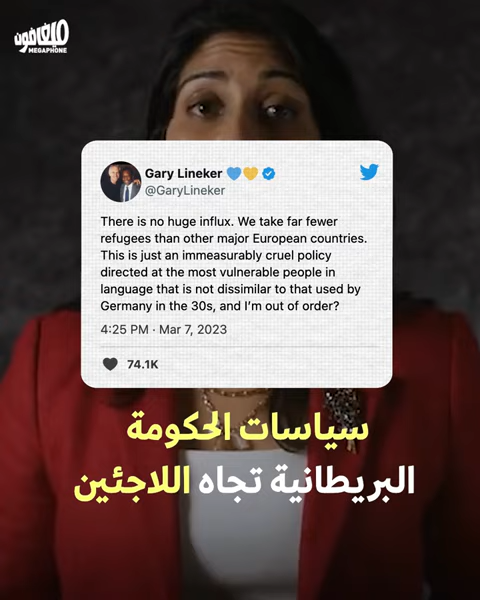 ميغافون
MEGAPHONE
Gary Lineker 💙💛
@GaryLineker
There is no huge influx. We take far fewer
refugees than other major European countries.
This is just an immeasurably cruel policy
directed at the most vulnerable people in
language that is not dissimilar to that used by
Germany in the 30s, and I’m out of order?
4:25 PM · Mar 7, 2023
74.1K
سياسات الحكومة
البريطانية تجاه اللاجئين